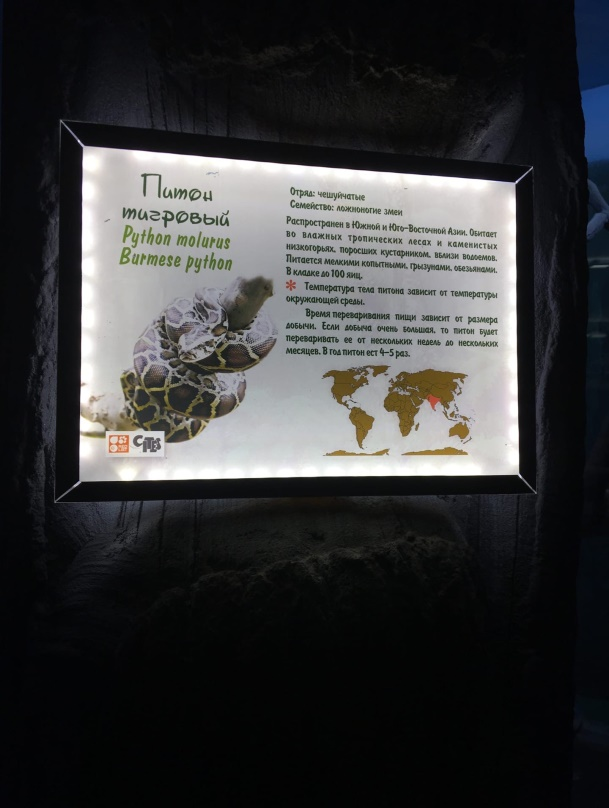 Питон
тигровый
Python molurus
Burmese python
Отряд: чешуйчатые
Семейство: ложноногие змеи
Распространен в Южной и Юго-Восточной Азии. Обитает
во влажных тропических лесах и каменистых
низкогорьях, поросших кустарником, вблизи водоемов.
Питается мелкими копытными, грызунами, обезьянами.
В кладке до 100 яиц.
* Температура тела питона зависит от температуры
окружающей среды.
Время переваривания пищи зависит от размера
добычи. Если добыча очень большая, то питон будет
переваривать ее от нескольких недель до нескольких
месяцев. В год питон ест 4-5 раз.
CITES